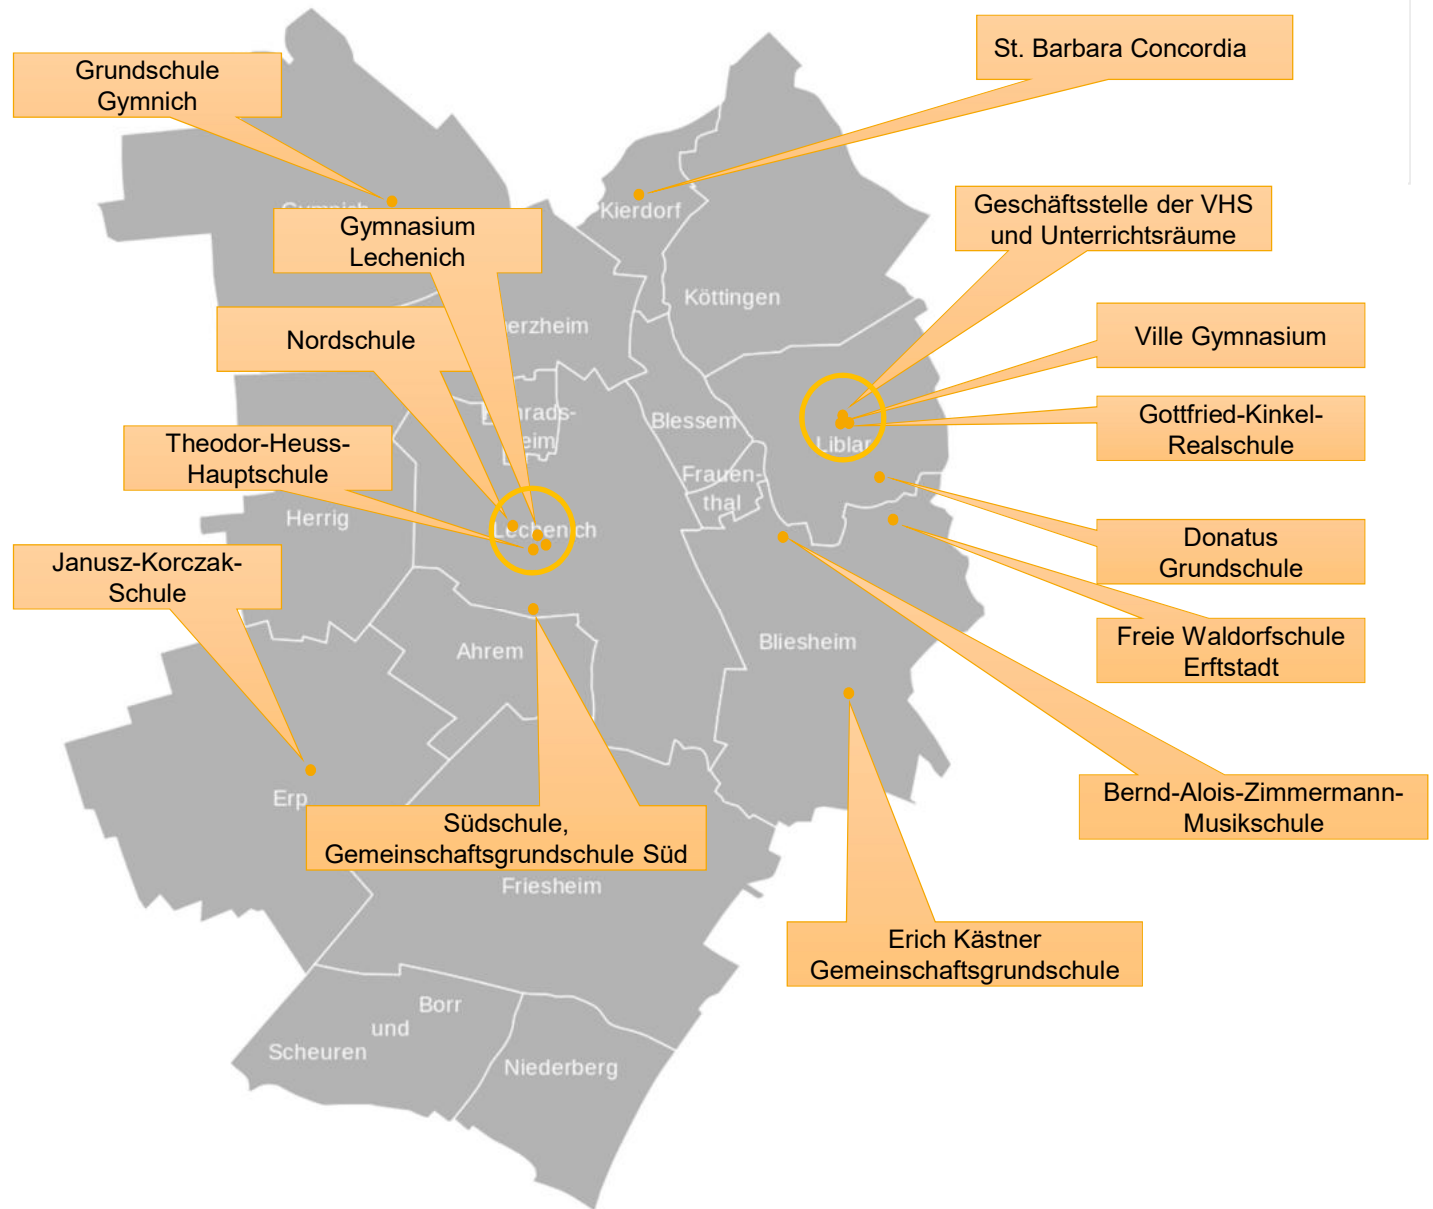 St. Barbara Concordia
Grundschule
Gymnich
Kierdorf
Geschäftsstelle der VHS
und Unterrichtsräume
Gymnasium
Lechenich
Köttingen
Nordschule
Ville Gymnasium
Gottfried-Kinkel-
Realschule
Blessem
Liblar
Theodor-Heuss-
Hauptschule
Frauen-
thal
Herrig
Lechenich
Donatus
Grundschule
Janusz-Korczak-
Schule
Freie Waldorfschule
Erftstadt
Ahrem
Bliesheim
Erp
Bernd-Alois-Zimmermann-
Musikschule
Südschule,
Gemeinschaftsgrundschule Süd
Friesheim
Erich Kästner
Gemeinschaftsgrundschule
Borr
und
Scheuren
Niederberg